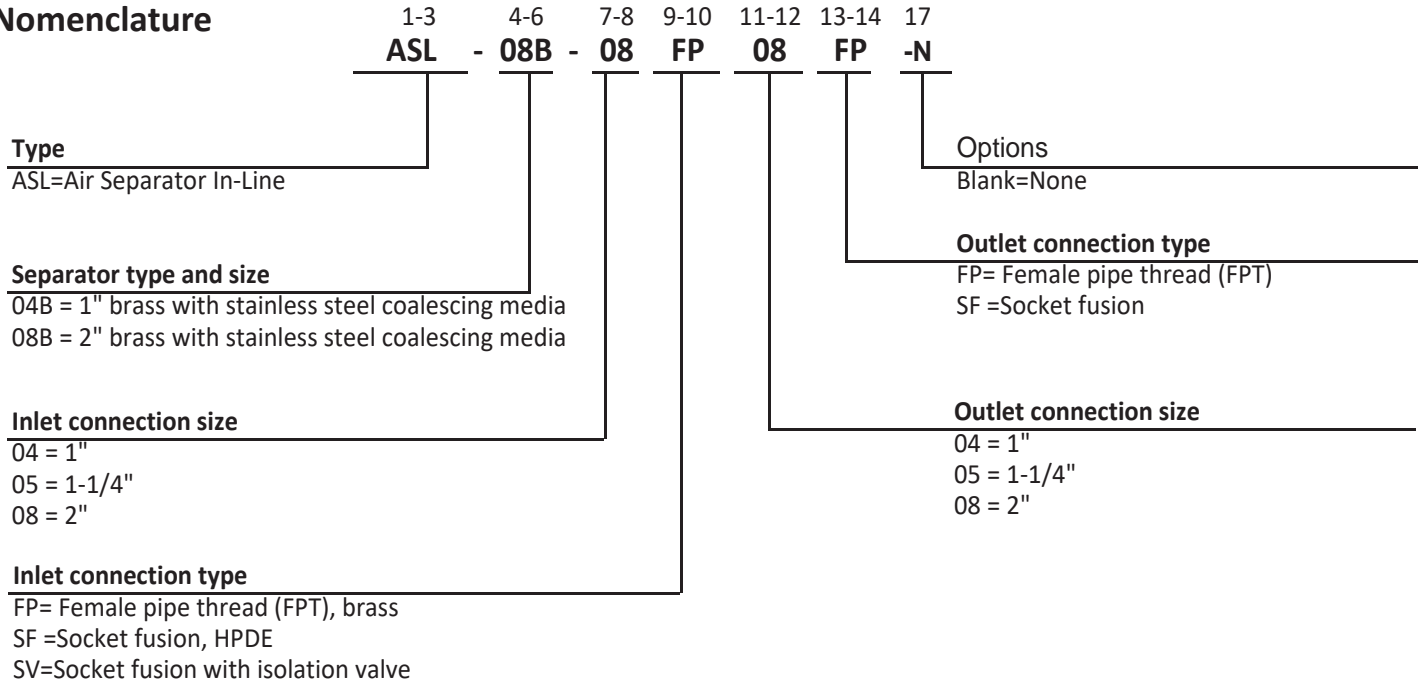 Nomenclature
1-3 4-6 7-8 9-10 11-12 13-14 17
ASL - 08B - 08 FP 08 FP -N
Type
ASL=Air Separator In-Line
Separator type and size
04B = 1" brass with stainless steel coalescing media
08B = 2" brass with stainless steel coalescing media
Inlet connection size
04 = 1"
05 = 1-1/4"
08 = 2"
Inlet connection type
FP= Female pipe thread (FPT), brass
SF =Socket fusion, HPDE
SV=Socket fusion with isolation valve
Options
Blank=None
Outlet connection type
FP= Female pipe thread (FPT)
SF =Socket fusion
Outlet connection size
04 = 1"
05 = 1-1/4"
08 = 2"